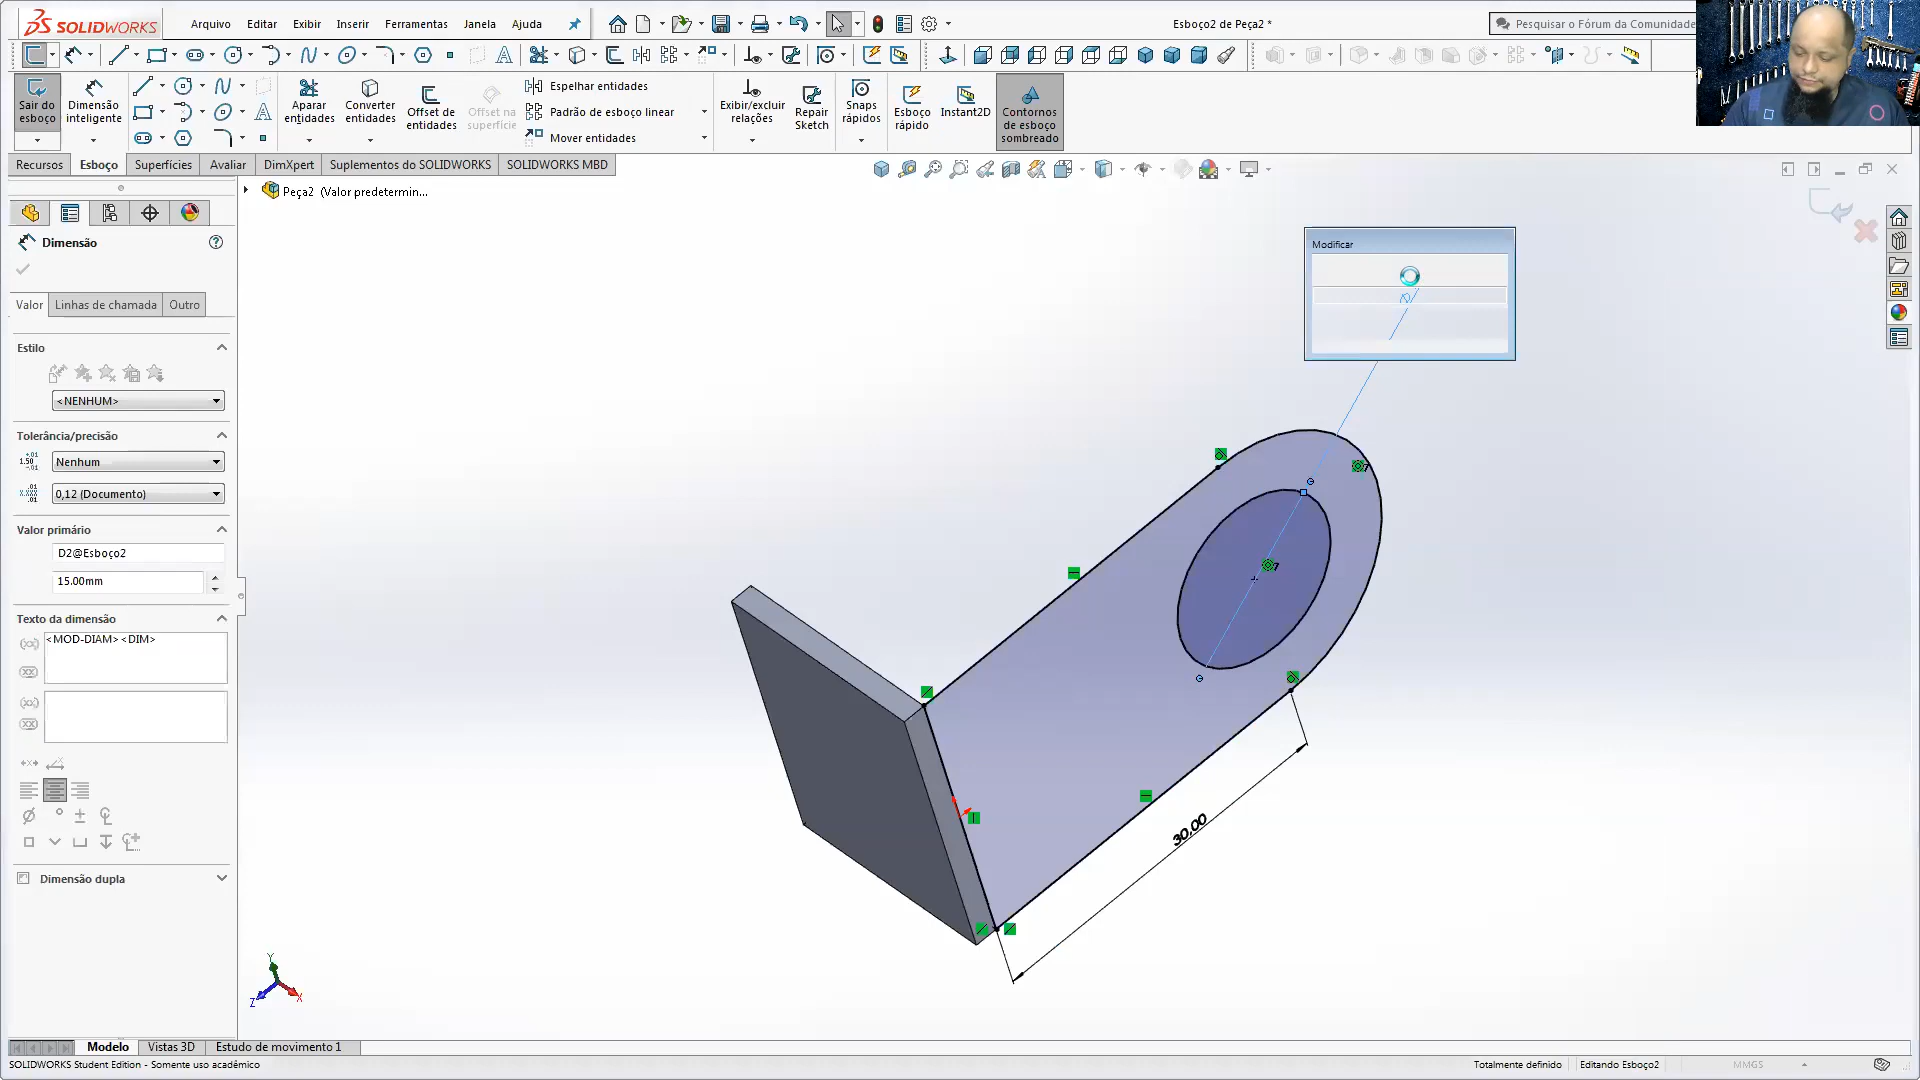 SOLIDWORKS
Arquivo
Editar
Exibir
Inserir
Ferramentas
Janela
Ajuda
Esboço2 de Peça2 *
Pesquisar o Fórum da Comunidade
Sair do esboço
Dimensão inteligente
Aparar entidades
Converter entidades
Offset de entidades
Offset na superfície
Espelhar entidades
Padrão de esboço linear
Mover entidades
Exibir/excluir relações
Repair Sketch
Snaps rápidos
Esboço rápido
Instant2D
Contornos de esboço sombreado
Recursos
Esboço
Superfícies
Avaliar
DimXpert
Suplementos do SOLIDWORKS
SOLIDWORKS MBD
Peça2 (Valor predetermin...
Dimensão
Valor
Linhas de chamada
Outro
Estilo
<NENHUM>
Tolerância/precisão
Nenhum
0,12 (Documento)
Valor primário
D2@Esboço2
15.00mm
Texto da dimensão
<MOD-DIAM><DIM>
Dimensão dupla
Modificar
7
7
30,00
Y
Z
X
Modelo
Vistas 3D
Estudo de movimento 1
SOLIDWORKS Student Edition - Somente uso acadêmico
Totalmente definido
Editando Esboço2
MMGS